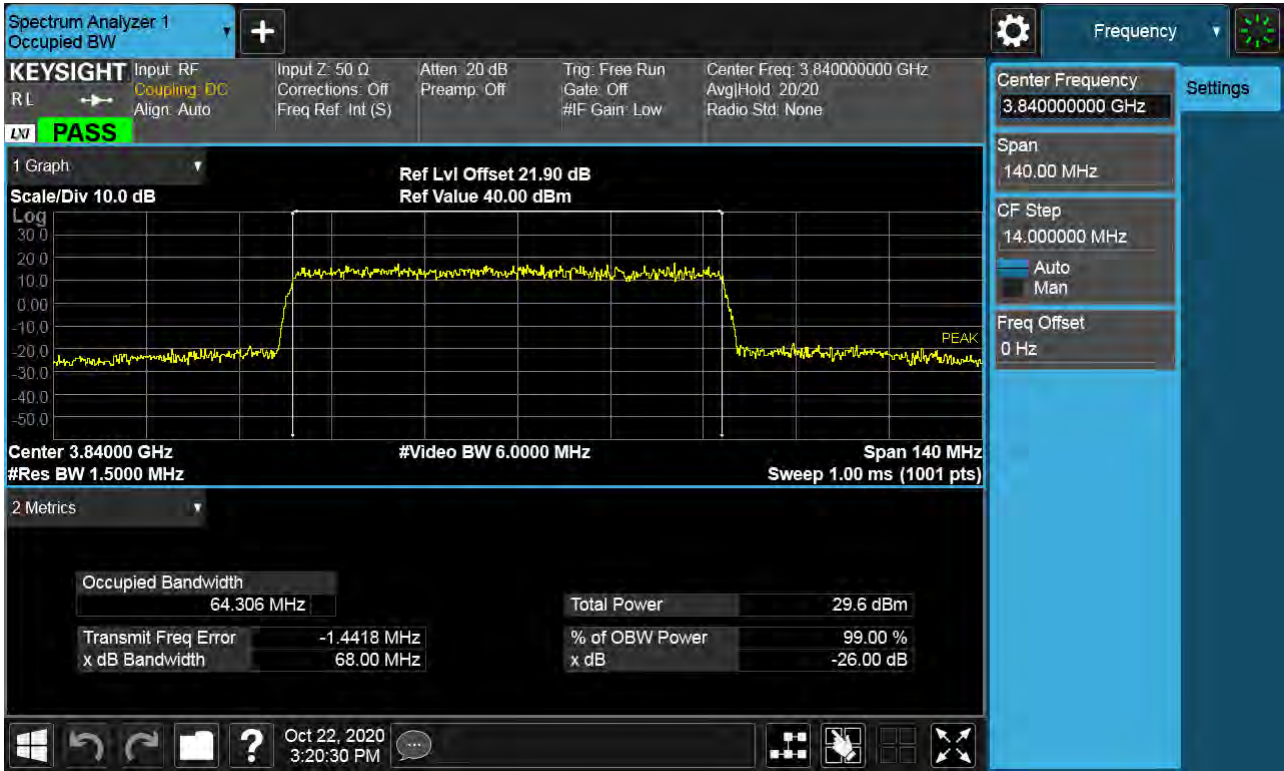 Spectrum Analyzer 1
Occupied BW
+
Frequency
KEYSIGHT
RL
LXI
PASS
Input: RF
Coupling: DC
Align: Auto
Input Z: 50 Ω
Corrections: Off
Freq Ref: Int (S)
Atten: 20 dB
Preamp: Off
Trig: Free Run
Gate: Off
#IF Gain: Low
Center Freq: 3.840000000 GHz
Avg|Hold: 20/20
Radio Std: None
Center Frequency
3.840000000 GHz
Settings
Span
140.00 MHz
CF Step
14.000000 MHz
Auto
Man
Freq Offset
0 Hz
1 Graph
Scale/Div 10.0 dB
Ref Lvl Offset 21.90 dB
Ref Value 40.00 dBm
Log
30.0
20.0
10.0
0.00
-10.0
-20.0
-30.0
-40.0
-50.0
PEAK
Center 3.84000 GHz
#Res BW 1.5000 MHz
#Video BW 6.0000 MHz
Span 140 MHz
Sweep 1.00 ms (1001 pts)
2 Metrics
Occupied Bandwidth
64.306 MHz
Transmit Freq Error -1.4418 MHz
x dB Bandwidth 68.00 MHz
Total Power 29.6 dBm
% of OBW Power 99.00 %
x dB -26.00 dB
?
Oct 22, 2020
3:20:30 PM